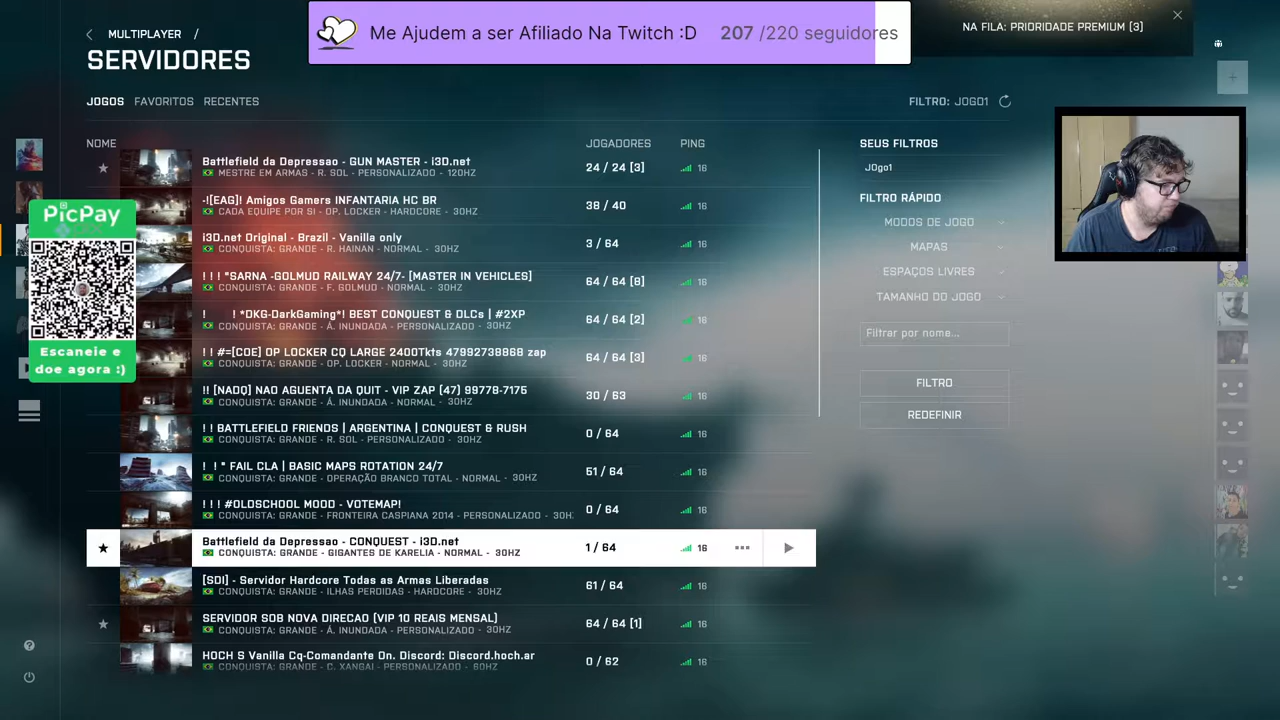 MULTIPLAYER /
SERVIDORES
Me Ajudem a ser Afiliado Na Twitch :D 207 /220 seguidores
NA FILA: PRIORIDADE PREMIUM [3]
JOGOS FAVORITOS RECENTES
FILTRO: JOGO1
NOME JOGADORES PING
Battlefield da Depressao - GUN MASTER - i3D.net
MESTRE EM ARMAS - R. SOL - PERSONALIZADO - 120HZ
24 / 24 [3] 16
-![EAG]! Amigos Gamers INFANTARIA HC BR
CADA EQUIPE POR SI - OP. LOCKER - HARDCORE - 30HZ
38 / 40 16
i3D.net Original - Brazil - Vanilla only
CONQUISTA: GRANDE - R. HAINAN - NORMAL - 30HZ
3 / 64 16
! ! ! "SARNA -GOLMUD RAILWAY 24/7- [MASTER IN VEHICLES]
CONQUISTA: GRANDE - F. GOLMUD - NORMAL - 30HZ
64 / 64 [8] 16
! ! *DKG-DarkGaming*! BEST CONQUEST & DLCs | #2XP
CONQUISTA: GRANDE - Á. INUNDADA - PERSONALIZADO - 30HZ
64 / 64 [2] 16
! ! #=[COE] OP LOCKER CQ LARGE 2400Tkts 47992738868 zap
CONQUISTA: GRANDE - OP. LOCKER - NORMAL - 30HZ
64 / 64 [3] 16
!! [NADO] NAO AGUENTA DA QUIT - VIP ZAP (47) 99778-7175
CONQUISTA: GRANDE - Á. INUNDADA - NORMAL - 30HZ
30 / 63 16
! ! BATTLEFIELD FRIENDS | ARGENTINA | CONQUEST & RUSH
CONQUISTA: GRANDE - R. SOL - PERSONALIZADO - 30HZ
0 / 64 16
! ! " FAIL CLA | BASIC MAPS ROTATION 24/7
CONQUISTA: GRANDE - OPERAÇÃO BRANCO TOTAL - NORMAL - 30HZ
51 / 64 16
! ! ! #OLDSCHOOL MOOD - VOTEMAP!
CONQUISTA: GRANDE - FRONTEIRA CASPIANA 2014 - PERSONALIZADO - 30H
0 / 64 16
Battlefield da Depressao - CONQUEST - i3D.net
CONQUISTA: GRANDE - GIGANTES DE KARELIA - NORMAL - 30HZ
1 / 64 16
[SDI] - Servidor Hardcore Todas as Armas Liberadas
CONQUISTA: GRANDE - ILHAS PERDIDAS - HARDCORE - 30HZ
61 / 64 16
SERVIDOR SOB NOVA DIRECAO (VIP 10 REAIS MENSAL)
CONQUISTA: GRANDE - Á. INUNDADA - PERSONALIZADO - 30HZ
64 / 64 [1] 16
HOCH S Vanilla Cq-Comandante On. Discord: Discord.hoch.ar
CONQUISTA: GRANDE - C. XANGAI - PERSONALIZADO - 60HZ
0 / 62 16
SEUS FILTROS
JOgo1
FILTRO RÁPIDO
MODOS DE JOGO
MAPAS
ESPAÇOS LIVRES
TAMANHO DO JOGO
Filtrar por nome...
FILTRO
REDEFINIR
PicPay
Escaneie e
doe agora :)